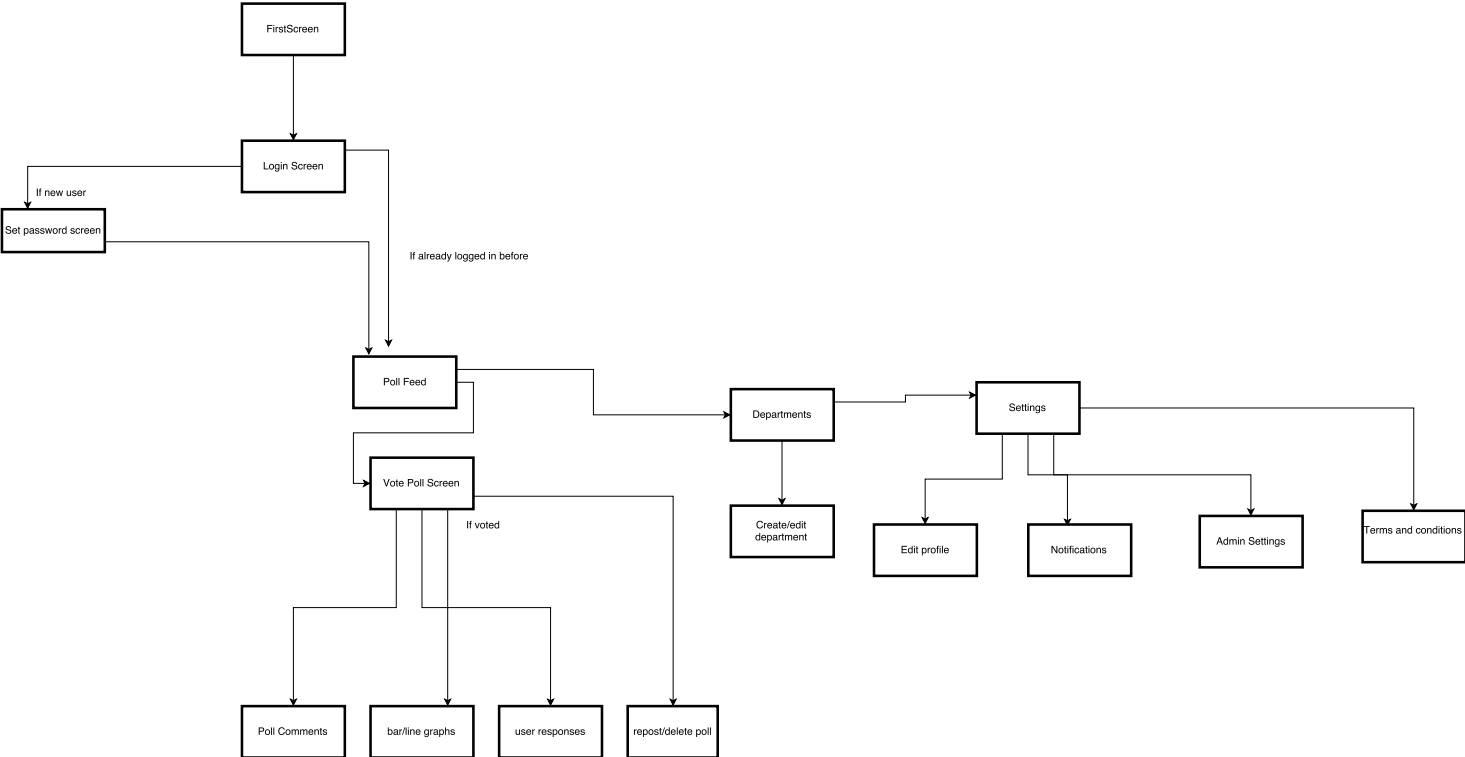 FirstScreen
Login Screen
If new user
Set password screen
If already logged in before
Poll Feed
Departments
Settings
Vote Poll Screen
If voted
Create/edit
department
Edit profile
Notifications
Admin Settings
Terms and conditions
Poll Comments
bar/line graphs
user responses
repost/delete poll